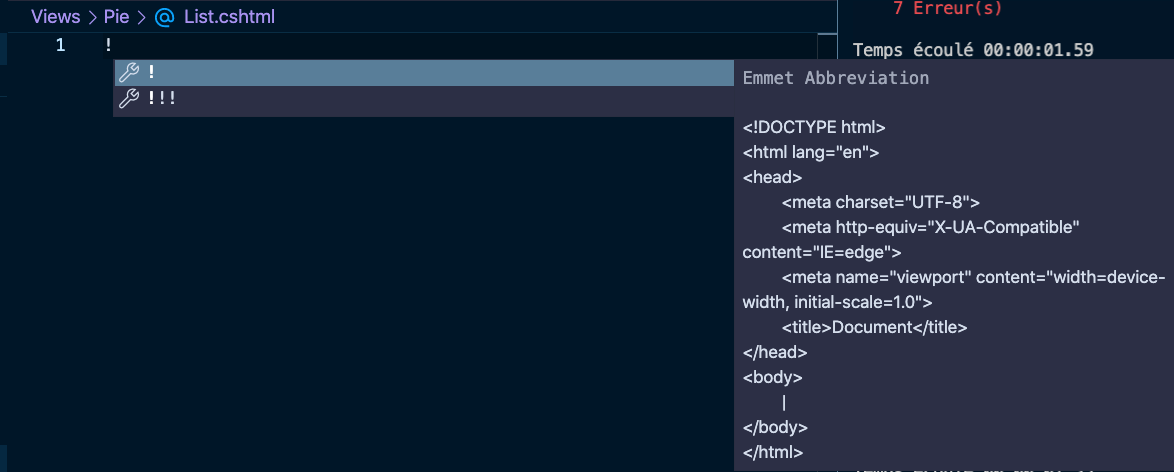 Views > Pie > @ List.cshtml
7 Erreur(s)
1 !
Temps écoulé 00:00:01.59
!
!!!
Emmet Abbreviation
<!DOCTYPE html>
<html lang="en">
<head>
<meta charset="UTF-8">
<meta http-equiv="X-UA-Compatible"
content="IE=edge">
<meta name="viewport" content="width=device-
width, initial-scale=1.0">
<title>Document</title>
</head>
<body>
|
</body>
</html>